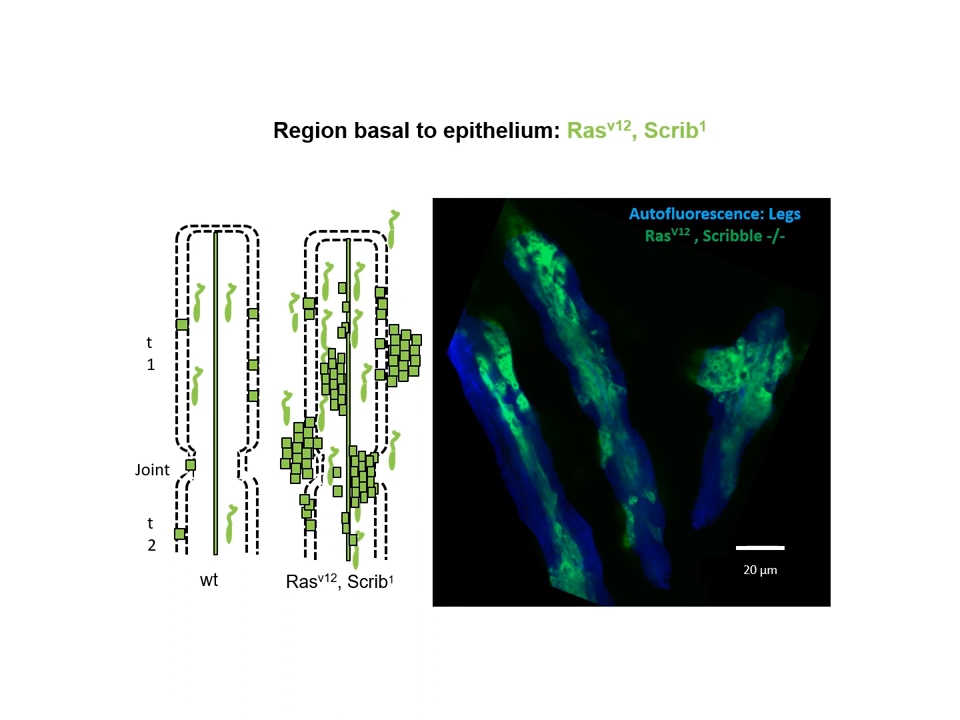 Region basal to epithelium: Rasᵛ¹², Scrib¹
Autofluorescence: Legs
Rasⱽ¹² , Scribble -/-
t
1
Joint
t
2
20 µm
wt
Rasᵛ¹², Scrib¹